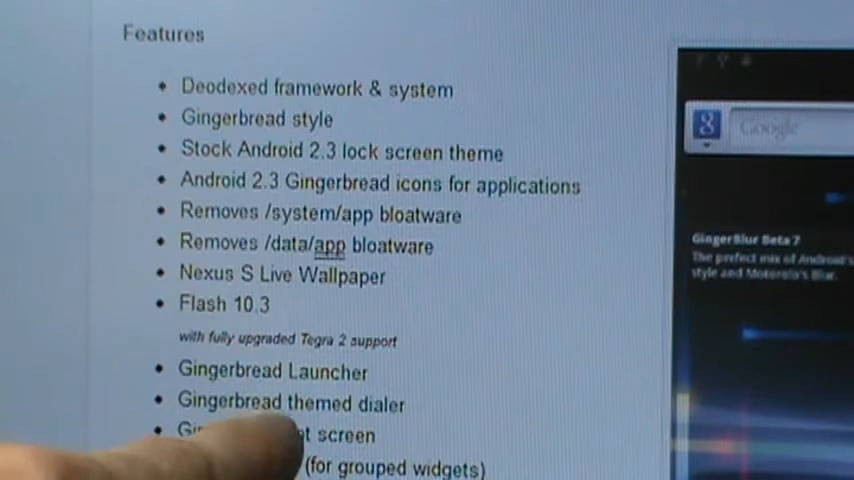 Features
Deodexed framework & system
Gingerbread style
Stock Android 2.3 lock screen theme
Android 2.3 Gingerbread icons for applications
Removes /system/app bloatware
Removes /data/app bloatware
Nexus S Live Wallpaper
Flash 10.3
with fully upgraded Tegra 2 support
Gingerbread Launcher
Gingerbread themed dialer
screen
(for grouped widgets)
Google
GingerBlur Beta 7
The perfect mix of Android's
style and Motorola's Blur.